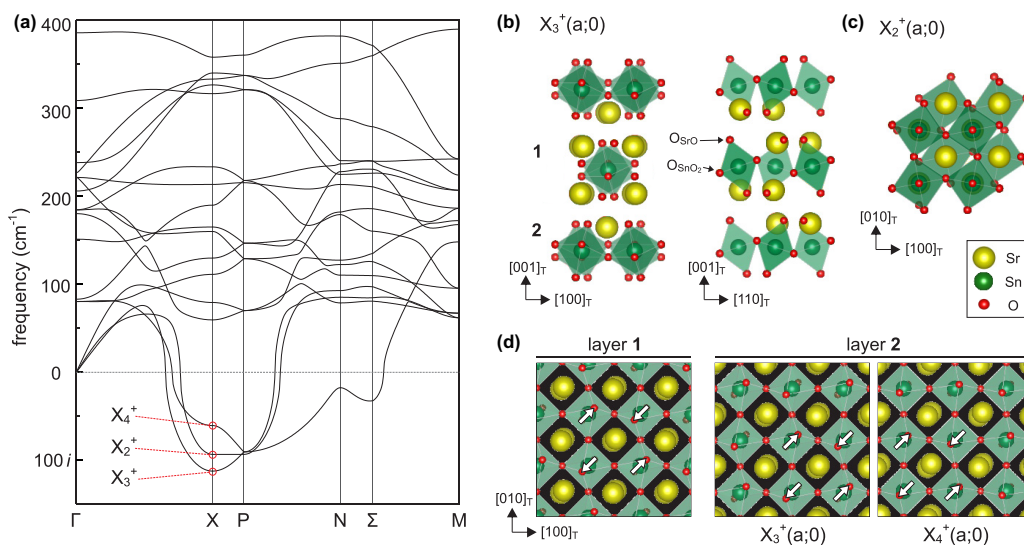 (a)
400
300
200
100
0
100 i
frequency (cm⁻¹)
X₄⁺
X₂⁺
X₃⁺
Γ X P N Σ M
(b) X₃⁺(a;0)
1
2
O_SrO
O_SnO₂
[001]_T
[100]_T
[001]_T
[110]_T
(c) X₂⁺(a;0)
[010]_T
[100]_T
Sr
Sn
O
(d)
layer 1
layer 2
[010]_T
[100]_T
X₃⁺(a;0)
X₄⁺(a;0)